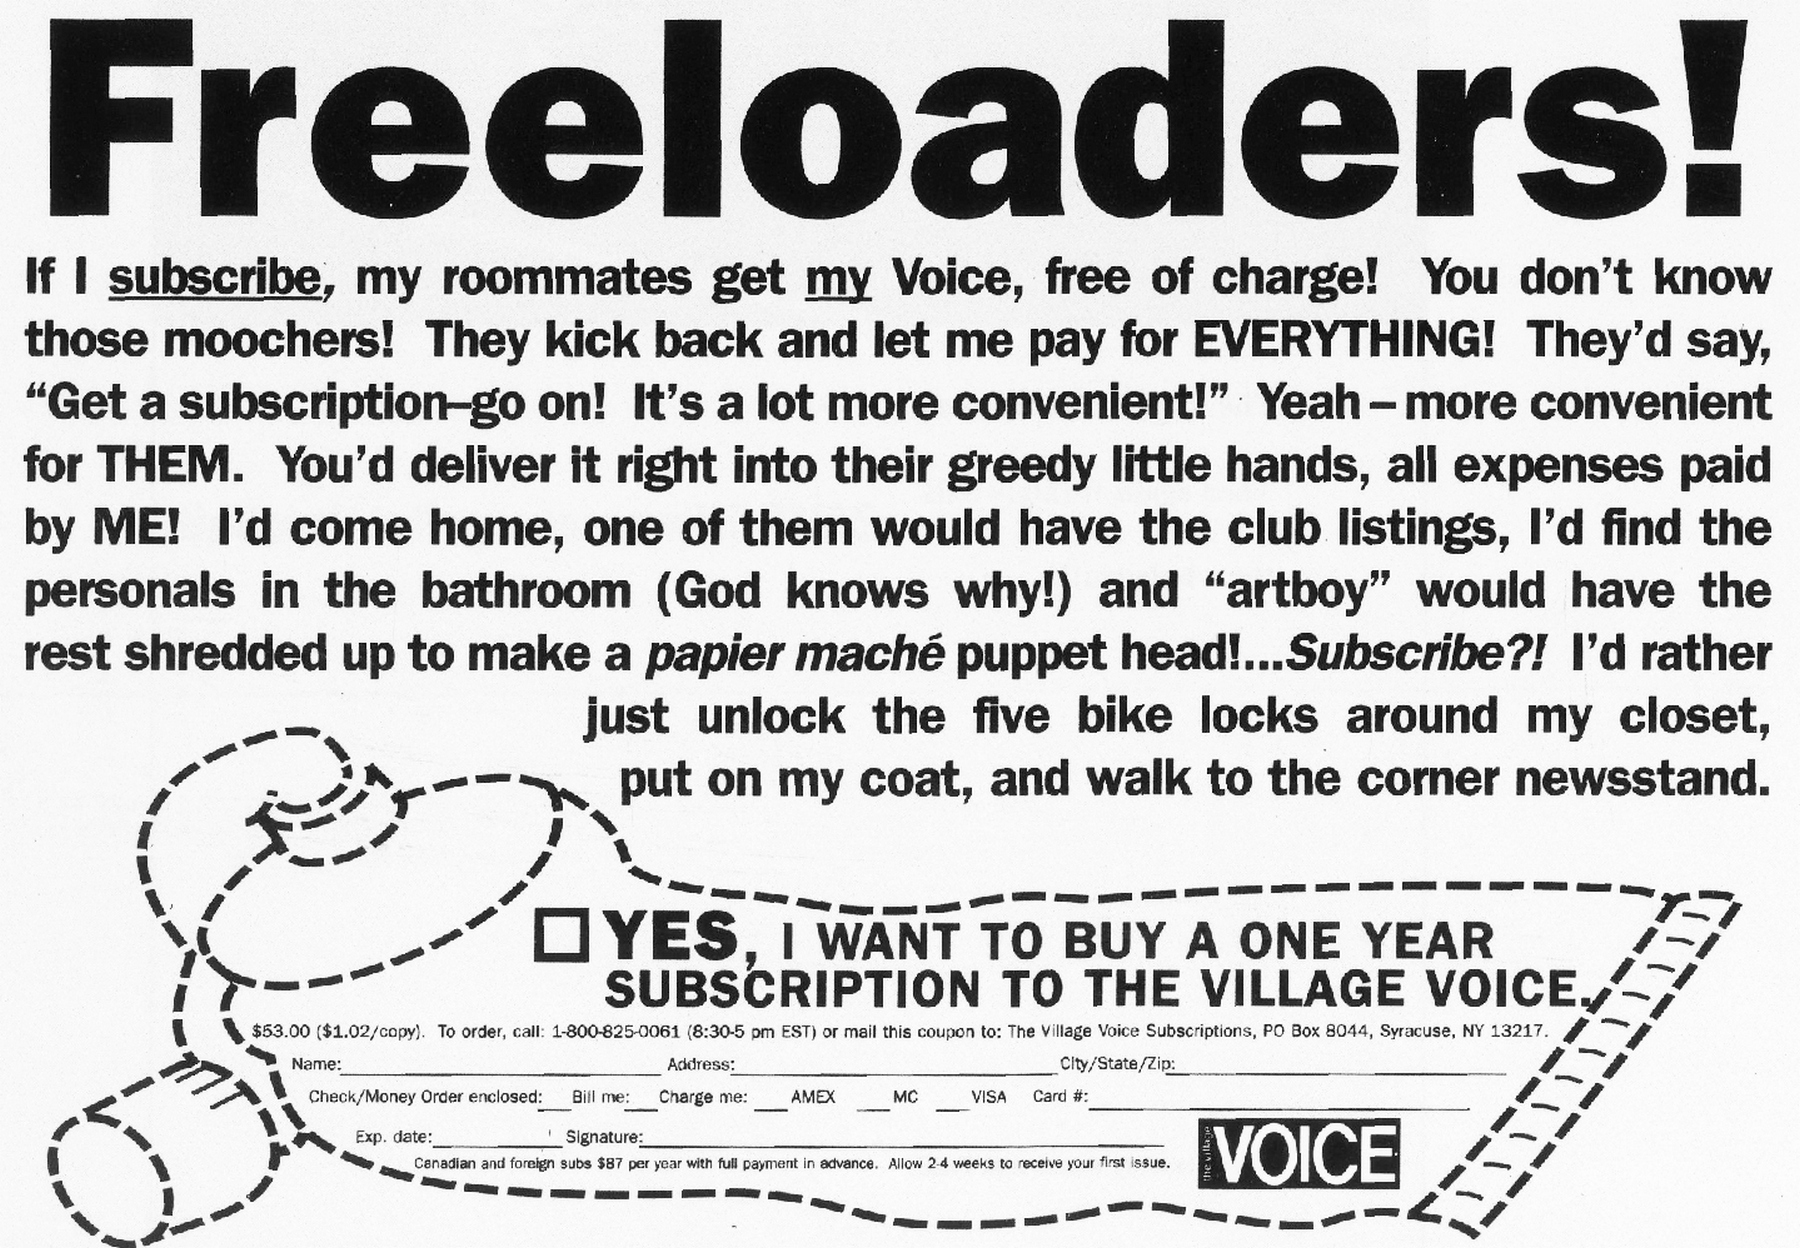 Freeloaders!
If I subscribe, my roommates get my Voice, free of charge! You don't know
those moochers! They kick back and let me pay for EVERYTHING! They'd say,
“Get a subscription–go on! It's a lot more convenient!” Yeah – more convenient
for THEM. You'd deliver it right into their greedy little hands, all expenses paid
by ME! I'd come home, one of them would have the club listings, I'd find the
personals in the bathroom (God knows why!) and “artboy” would have the
rest shredded up to make a papier maché puppet head!...Subscribe?! I'd rather
just unlock the five bike locks around my closet,
put on my coat, and walk to the corner newsstand.
YES, I WANT TO BUY A ONE YEAR
SUBSCRIPTION TO THE VILLAGE VOICE.
$53.00 ($1.02/copy). To order, call: 1-800-825-0061 (8:30-5 pm EST) or mail this coupon to: The Village Voice Subscriptions, PO Box 8044, Syracuse, NY 13217.
Name: Address: City/State/Zip:
Check/Money Order enclosed: Bill me: Charge me: AMEX MC VISA Card #:
Exp. date: Signature:
Canadian and foreign subs $87 per year with full payment in advance. Allow 2-4 weeks to receive your first issue.
the village VOICE